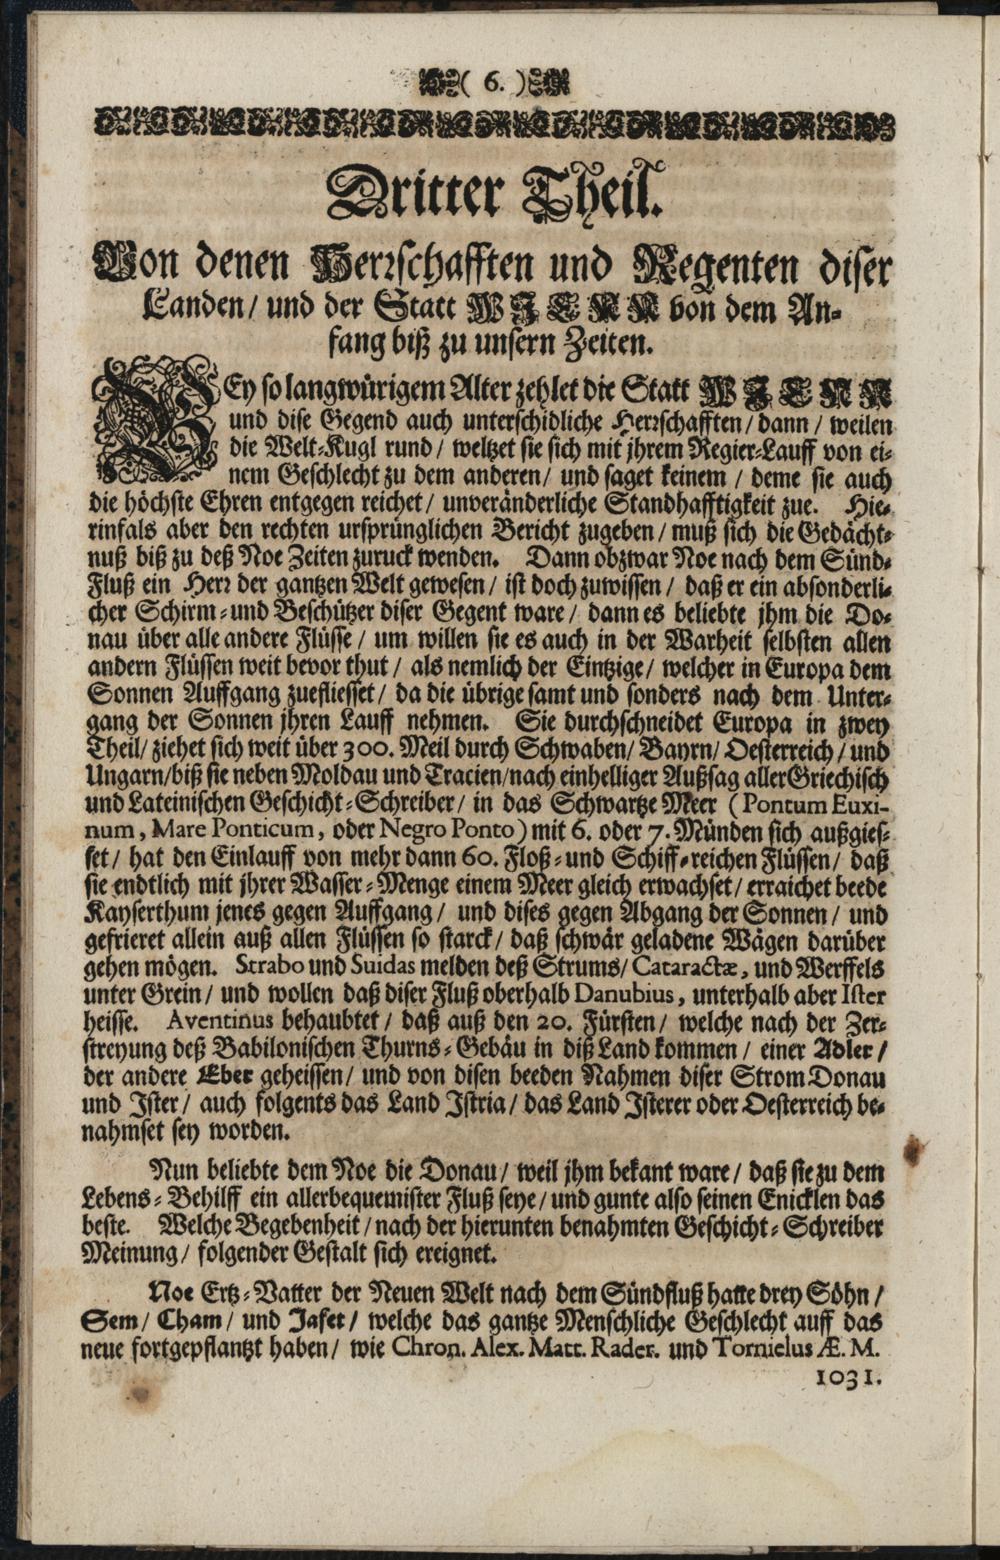 ( 6. )
Dritter Theil.
Von denen Herrschafften und Regenten diser
Landen / und der Statt WIENN von dem An-
fang biß zu unsern Zeiten.
BEy so langwürigem Alter zehlet die Statt WIENN
und dise Gegend auch unterschidliche Herrschafften / dann / weilen
die Welt-Kugl rund / weltzet sie sich mit jhrem Regier-Lauff von ei-
nem Geschlecht zu dem anderen / und saget keinem / deme sie auch
die höchste Ehren entgegen reichet / unveränderliche Standhafftigkeit zue. Hie-
rinfals aber den rechten ursprünglichen Bericht zugeben / muß sich die Gedächt-
nuß biß zu deß Noe Zeiten zuruck wenden. Dann obzwar Noe nach dem Sünd-
Fluß ein Herr der gantzen Welt gewesen / ist doch zuwissen / daß er ein absonderli-
cher Schirm- und Beschützer diser Gegent ware / dann es beliebte jhm die Do-
nau über alle andere Flüsse / um willen sie es auch in der Warheit selbsten allen
andern Flüssen weit bevor thut / als nemlich der Eintzige / welcher in Europa dem
Sonnen Auffgang zuefliesset / da die übrige samt und sonders nach dem Unter-
gang der Sonnen jhren Lauff nehmen. Sie durchschneidet Europa in zwey
Theil / ziehet sich weit über 300. Meil durch Schwaben / Bayrn / Oesterreich / und
Ungarn / biß sie neben Moldau und Tracien / nach einhelliger Außsag aller Griechisch
und Lateinischen Geschicht-Schreiber / in das Schwartze Meer ( Pontum Euxi-
num, Mare Ponticum, oder Negro Ponto ) mit 6. oder 7. Münden sich außgies-
set / hat den Einlauff von mehr dann 60. Floß- und Schiff-reichen Flüssen / daß
sie endtlich mit jhrer Wasser-Menge einem Meer gleich erwachset / erraichet beede
Kayserthum jenes gegen Auffgang / und dises gegen Abgang der Sonnen / und
gefrieret allein auß allen Flüssen so starck / daß schwär geladene Wägen darüber
gehen mögen. Strabo und Suidas melden deß Strums / Cataractæ, und Werffels
unter Grein / und wollen daß diser Fluß oberhalb Danubius, unterhalb aber Ister
heisse. Aventinus behaubtet / daß auß den 20. Fürsten / welche nach der Zer-
streyung deß Babilonischen Thurns-Gebäu in diß Land kommen / einer Adler /
der andere Eber geheissen / und von disen beeden Nahmen diser Strom Donau
und Ister / auch folgents das Land Istria / das Land Isterer oder Oesterreich be-
nahmset sey worden.
Nun beliebte dem Noe die Donau / weil jhm bekant ware / daß sie zu dem
Lebens-Behilff ein allerbequemister Fluß seye / und gunte also seinen Enicklen das
beste. Welche Begebenheit / nach der hierunten benahmten Geschicht-Schreiber
Meinung / folgender Gestalt sich ereignet.
Noe Ertz-Vatter der Neuen Welt nach dem Sündfluß hatte drey Söhn /
Sem / Cham / und Jafet / welche das gantze Menschliche Geschlecht auff das
neue fortgepflantzt haben / wie Chron. Alex. Matt. Rader. und Tornielus Æ. M.
1031.